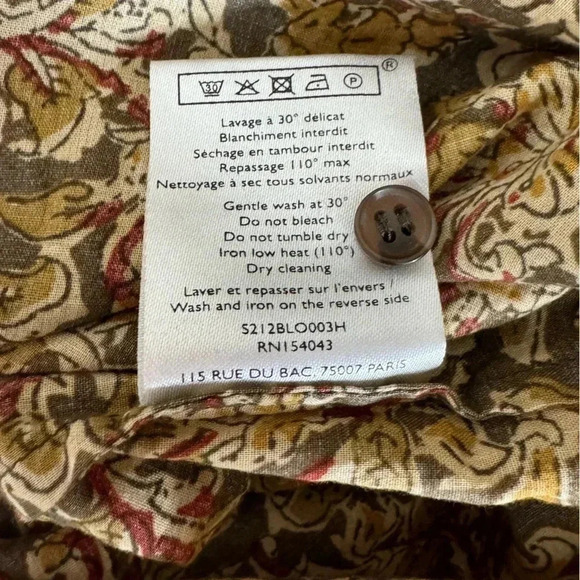 30 P ®
Lavage à 30° délicat
Blanchiment interdit
Séchage en tambour interdit
Repassage 110° max
Nettoyage à sec tous solvants normaux
Gentle wash at 30°
Do not bleach
Do not tumble dry
Iron low heat (110°)
Dry cleaning
Laver et repasser sur l'envers /
Wash and iron on the reverse side
S212BLO003H
RN154043
115 RUE DU BAC, 75007 PARIS